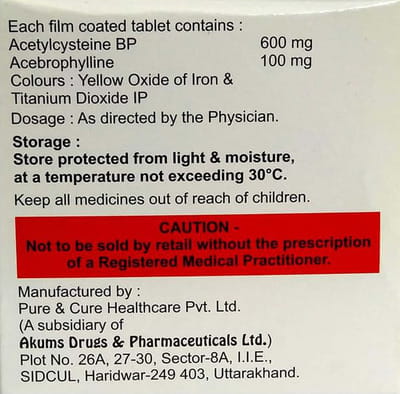 Each film coated tablet contains :
Acetylcysteine BP 600 mg
Acebrophylline 100 mg
Colours : Yellow Oxide of Iron &
Titanium Dioxide IP
Dosage : As directed by the Physician.
Storage :
Store protected from light & moisture,
at a temperature not exceeding 30°C.
Keep all medicines out of reach of children.
CAUTION -
Not to be sold by retail without the prescription
of a Registered Medical Practitioner.
Manufactured by :
Pure & Cure Healthcare Pvt. Ltd.
(A subsidiary of
Akums Drugs & Pharmaceuticals Ltd.)
Plot No. 26A, 27-30, Sector-8A, I.I.E.,
SIDCUL, Haridwar-249 403, Uttarakhand.